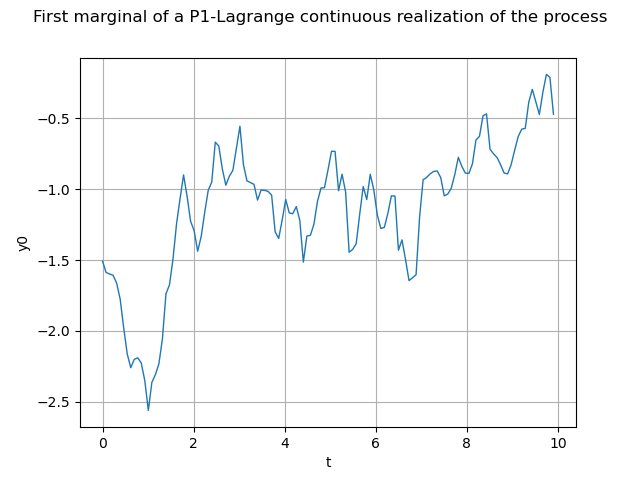 First marginal of a P1-Lagrange continuous realization of the process
−0.5
−1.0
−1.5
−2.0
−2.5
y0
0 2 4 6 8 10
t